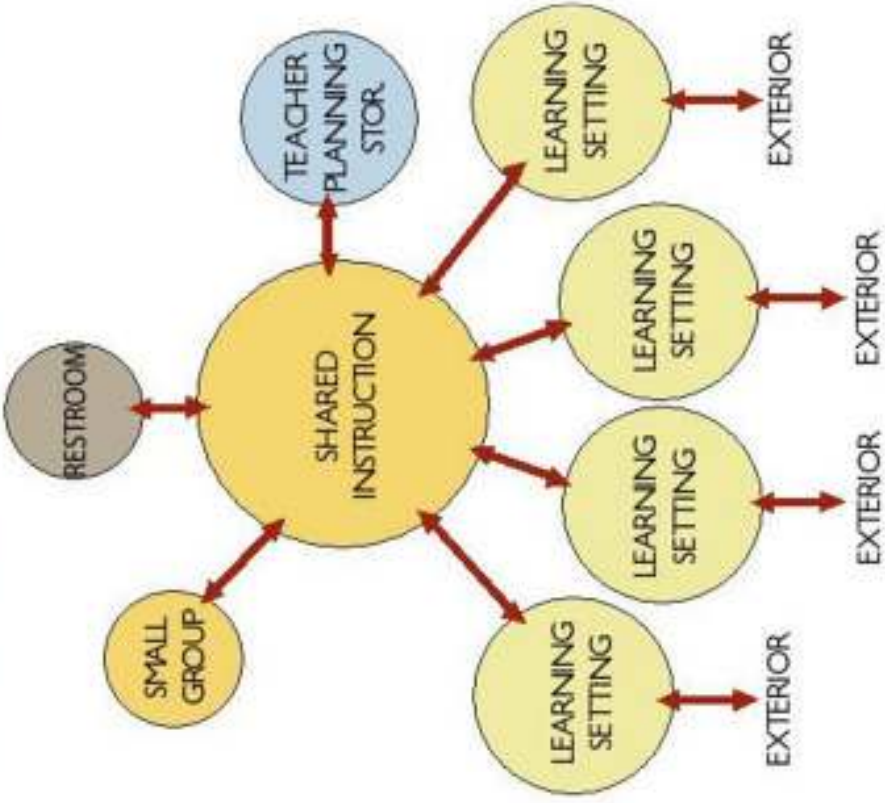 RESTROOM
SMALL
GROUP
TEACHER
PLANNING
STOR.
SHARED
INSTRUCTION
LEARNING
SETTING
LEARNING
SETTING
LEARNING
SETTING
LEARNING
SETTING
EXTERIOR
EXTERIOR
EXTERIOR
EXTERIOR